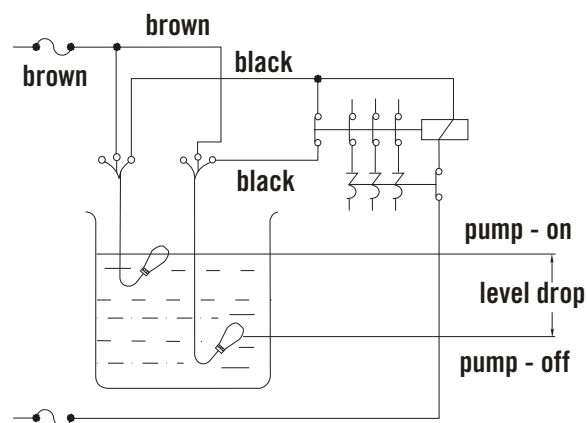 brown
brown
black
black
pump - on
level drop
pump - off